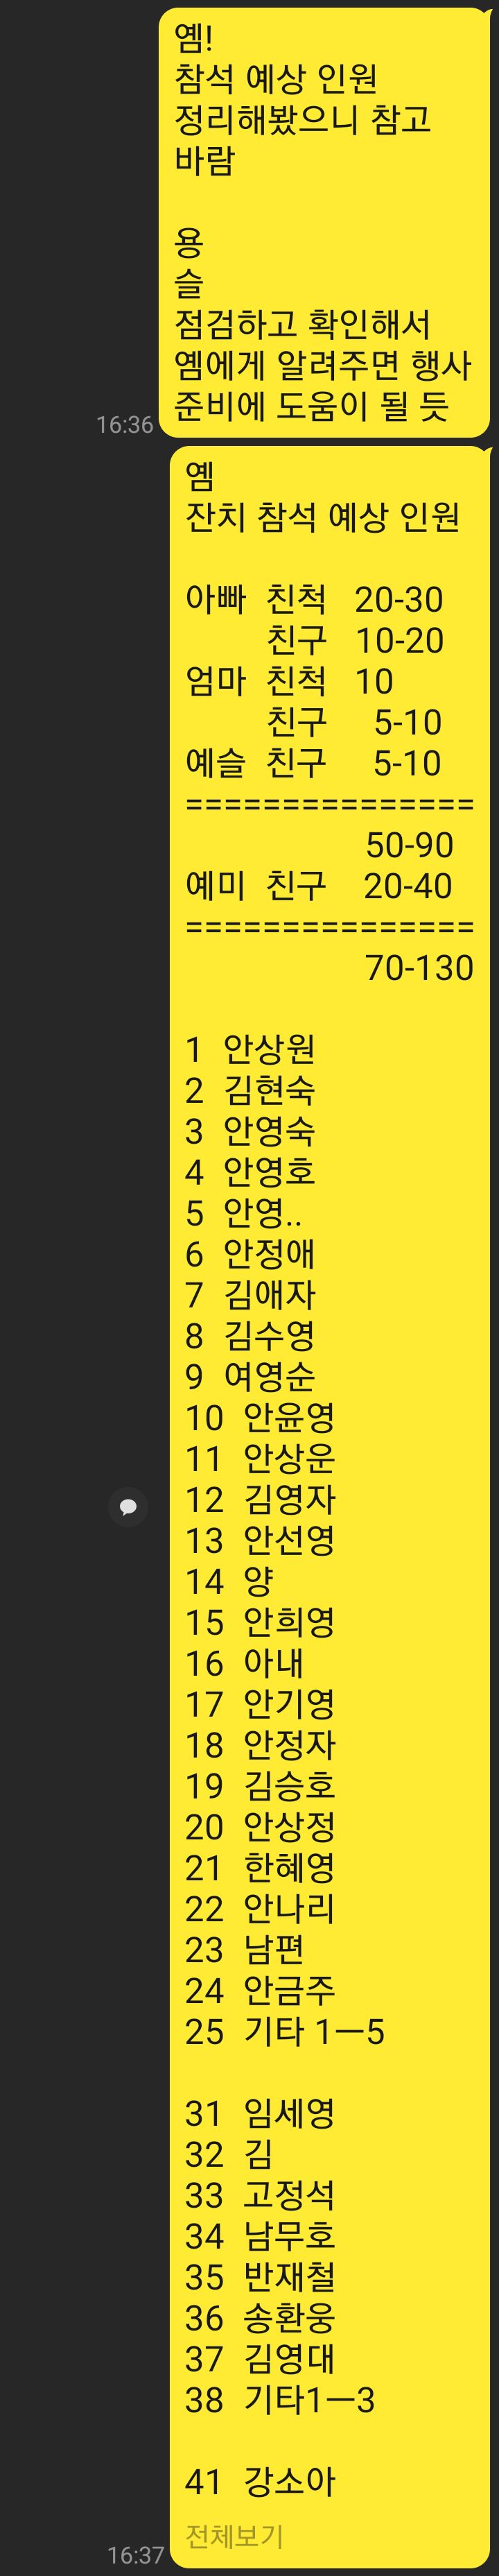 옘!
참석 예상 인원
정리해봤으니 참고
바람
용
슬
점검하고 확인해서
옘에게 알려주면 행사
준비에 도움이 될 듯
16:36
옘
잔치 참석 예상 인원
아빠 친척 20-30
친구 10-20
엄마 친척 10
친구 5-10
예슬 친구 5-10
===============
50-90
예미 친구 20-40
===============
70-130
1 안상원
2 김현숙
3 안영숙
4 안영호
5 안영..
6 안정애
7 김애자
8 김수영
9 여영순
10 안윤영
11 안상운
12 김영자
13 안선영
14 양
15 안희영
16 아내
17 안기영
18 안정자
19 김승호
20 안상정
21 한혜영
22 안나리
23 남편
24 안금주
25 기타 1ㅡ5
31 임세영
32 김
33 고정석
34 남무호
35 반재철
36 송환웅
37 김영대
38 기타1ㅡ3
41 강소아
전체보기
16:37